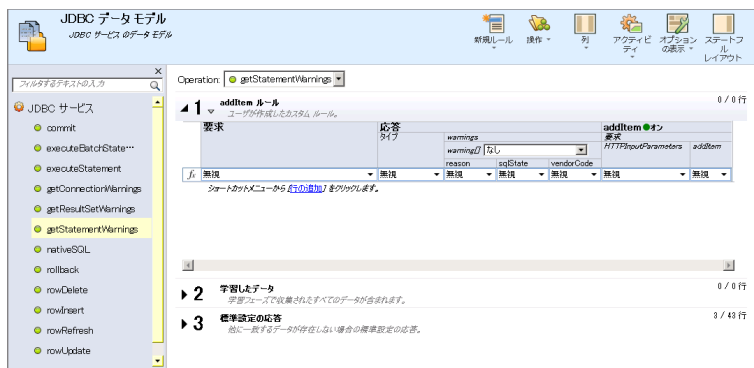 JDBC データ モデル
JDBC サービス のデータ モデル
新規ルール
操作
列
アクティビティ
オプションの表示
ステートフルレイアウト
フィルタするテキストの入力
JDBC サービス
commit
executeBatchState…
executeStatement
getConnectionWarnings
getResultSetWarnings
getStatementWarnings
nativeSQL
rollback
rowDelete
rowInsert
rowRefresh
rowUpdate
Operation: getStatementWarnings
1 addItem ルール 0 / 0 行
ユーザが作成したカスタム ルール。
要求 応答 addItem オン
タイプ warnings 要求
warning[] なし HTTPInputParameters addItem
reason sqlState vendorCode
fx 無視 無視 無視 無視 無視 無視 無視
ショートカットメニューから [行の追加] をクリックします。
2 学習したデータ 0 / 0 行
学習フェーズで収集されたすべてのデータが含まれます。
3 標準設定の応答 3 / 43 行
他に一致するデータが存在しない場合の標準設定の応答。